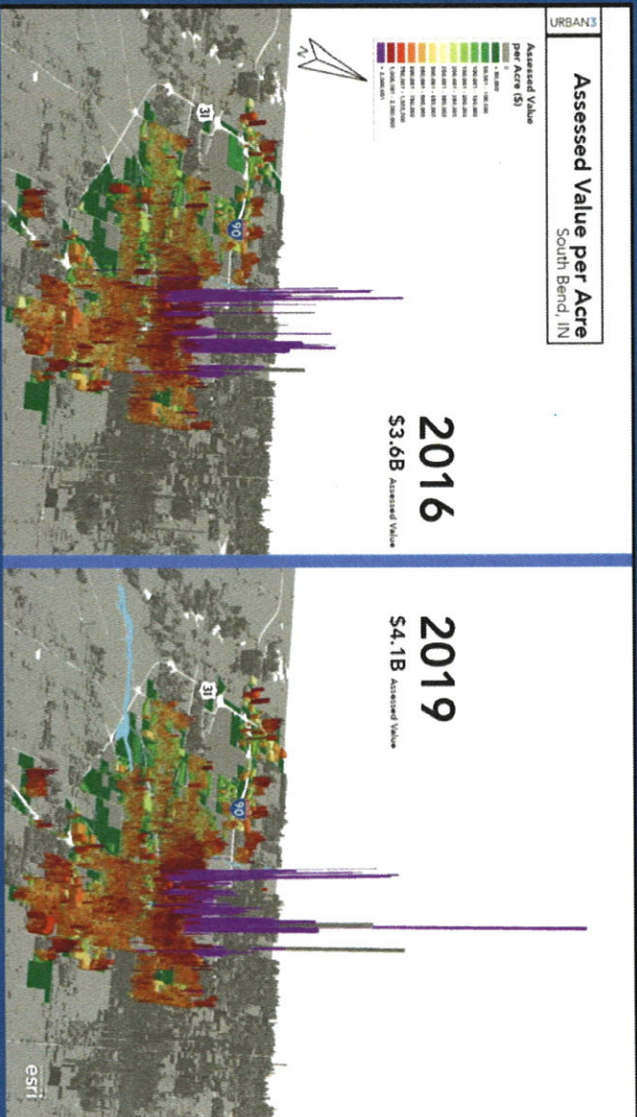 URBAN3
Assessed Value per Acre
South Bend, IN
Assessed Value
per Acre ($)
0
31
90
2016
$3.6B Assessed Value
2019
$4.1B Assessed Value
31
90
esri